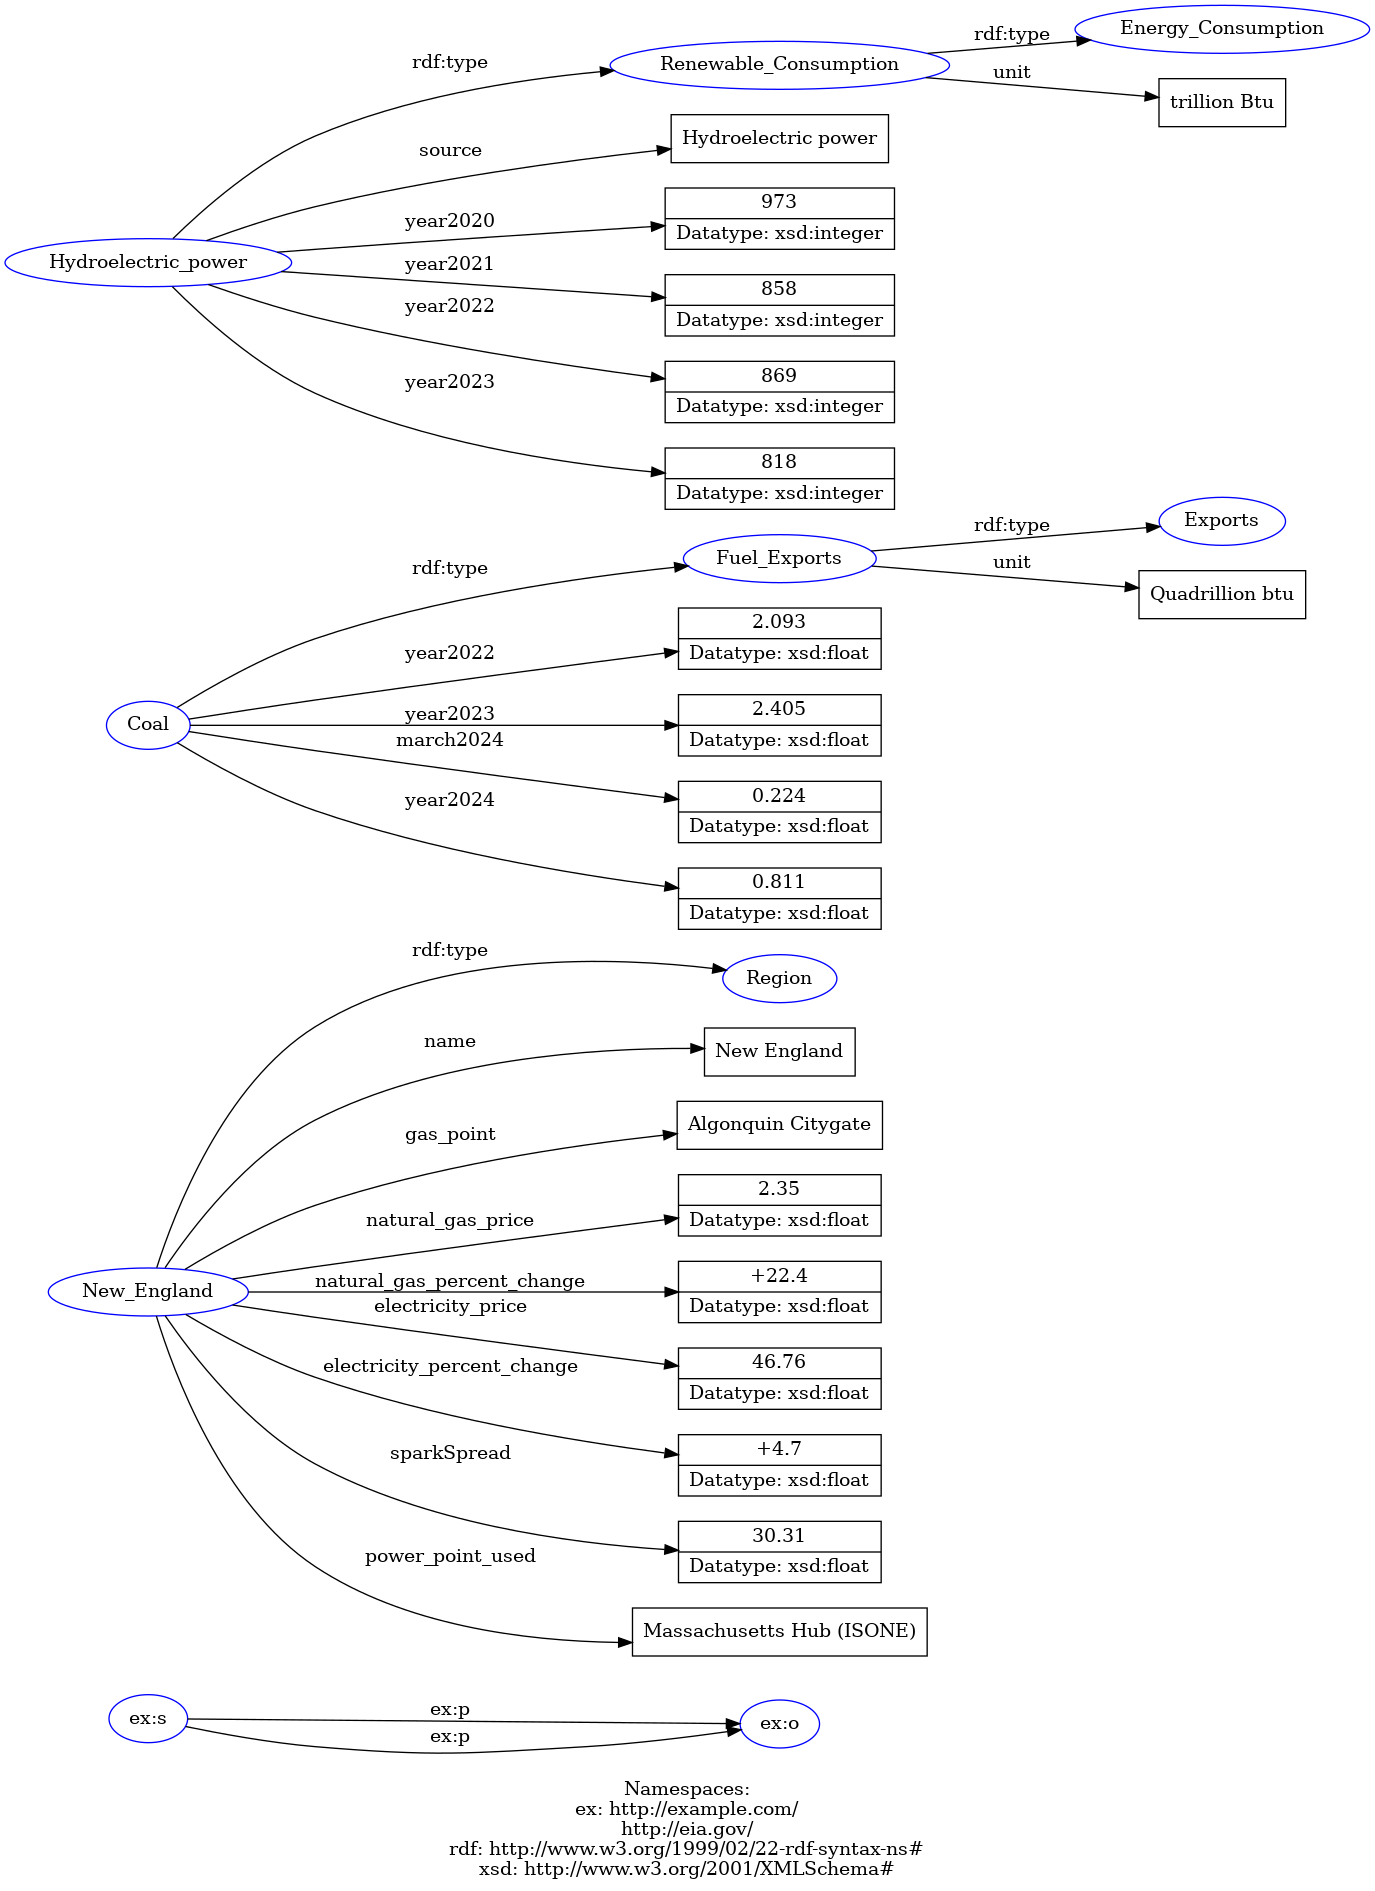 rdf:type
Energy_Consumption
Renewable_Consumption
unit
trillion Btu
rdf:type
Hydroelectric power
source
973
Datatype: xsd:integer
year2020
Hydroelectric_power
year2021
858
Datatype: xsd:integer
year2022
869
Datatype: xsd:integer
year2023
818
Datatype: xsd:integer
rdf:type
Exports
Fuel_Exports
unit
Quadrillion btu
rdf:type
2.093
Datatype: xsd:float
year2022
Coal
year2023
2.405
Datatype: xsd:float
march2024
0.224
Datatype: xsd:float
year2024
0.811
Datatype: xsd:float
rdf:type
Region
name
New England
gas_point
Algonquin Citygate
natural_gas_price
2.35
Datatype: xsd:float
New_England
natural_gas_percent_change
+22.4
Datatype: xsd:float
electricity_price
46.76
Datatype: xsd:float
electricity_percent_change
+4.7
Datatype: xsd:float
sparkSpread
30.31
Datatype: xsd:float
power_point_used
Massachusetts Hub (ISONE)
ex:s
ex:p
ex:p
ex:o
Namespaces:
ex: http://example.com/
http://eia.gov/
rdf: http://www.w3.org/1999/02/22-rdf-syntax-ns#
xsd: http://www.w3.org/2001/XMLSchema#